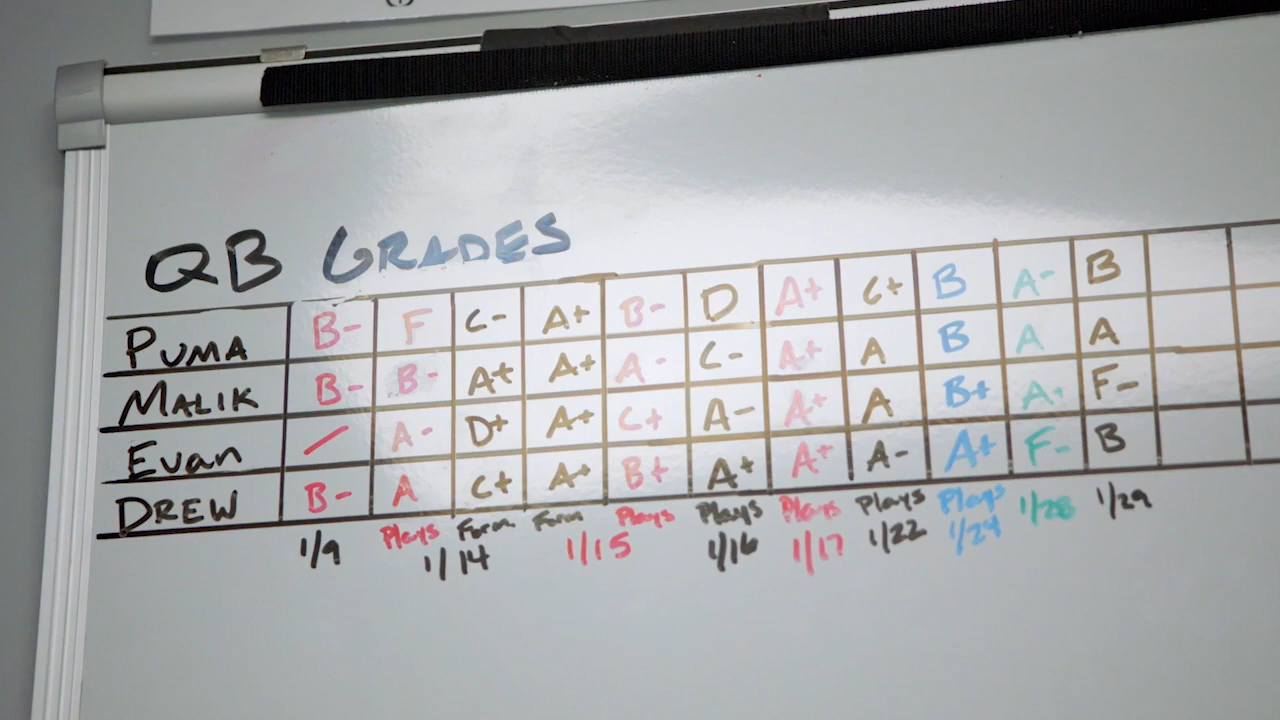 QB GRADES
PUMA B- F C- A+ B- D A+ C+ B A- B
MALIK B- B- A+ A+ A- C- A+ A B A A
Evan / A- D+ A+ C+ A- A+ A B+ A+ F-
DREW B- A C+ A+ B+ A+ A+ A- A+ F- B
Plays Form Form Plays Plays Plays Plays Plays
1/9 1/14 1/15 1/16 1/17 1/22 1/24 1/28 1/29